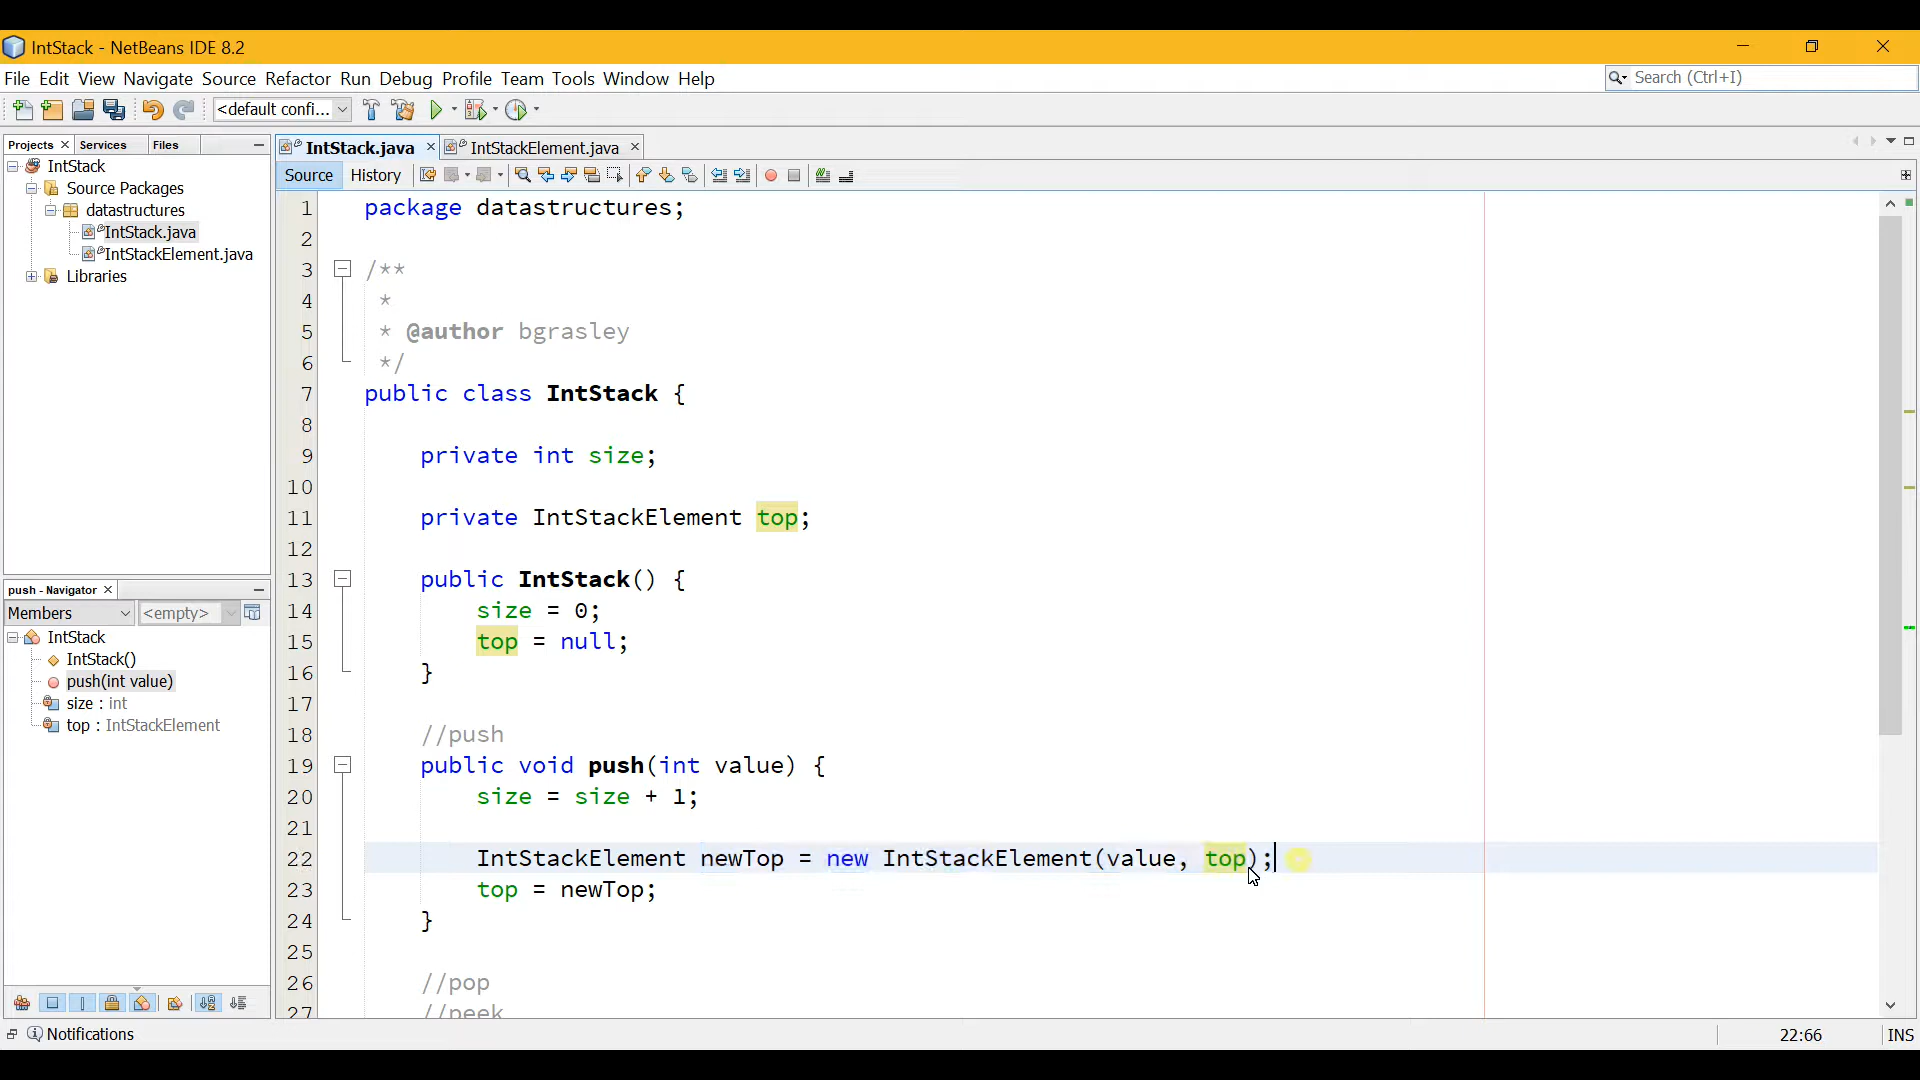 IntStack - NetBeans IDE 8.2
File Edit View Navigate Source Refactor Run Debug Profile Team Tools Window Help
Search (Ctrl+I)
<default confi...
Projects
Services
Files
IntStack
Source Packages
datastructures
IntStack.java
IntStackElement.java
Libraries
push - Navigator
Members
<empty>
IntStack
IntStack()
push(int value)
size : int
top : IntStackElement
IntStack.java
IntStackElement.java
Source
History
1 package datastructures;
2
3 /**
4 *
5 * @author bgrasley
6 */
7 public class IntStack {
8
9 private int size;
10
11 private IntStackElement top;
12
13 public IntStack() {
14 size = 0;
15 top = null;
16 }
17
18 //push
19 public void push(int value) {
20 size = size + 1;
21
22 IntStackElement newTop = new IntStackElement(value, top);
23 top = newTop;
24 }
25
26 //pop
27 //peek
Notifications
22:66
INS